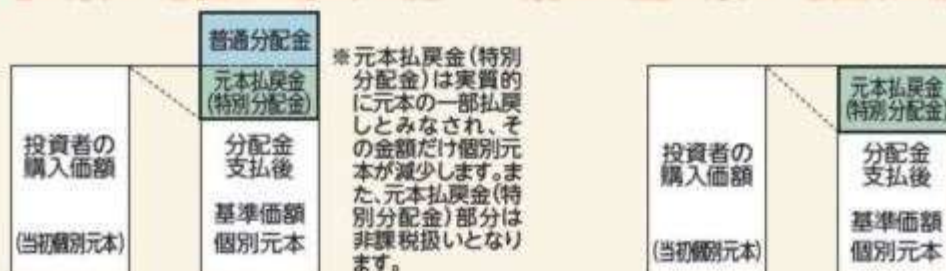 普通分配金
元本払戻金
(特別分配金)
投資者の
購入価額
(当初個別元本)
分配金
支払後
基準価額
個別元本
※元本払戻金(特別
分配金)は実質的
に元本の一部払戻
しとみなされ、そ
の金額だけ個別元
本が減少します。ま
た、元本払戻金(特
別分配金)部分は
非課税扱いとなり
ます。
投資者の
購入価額
(当初個別元本)
元本払戻金
(特別分配金)
分配金
支払後
基準価額
個別元本